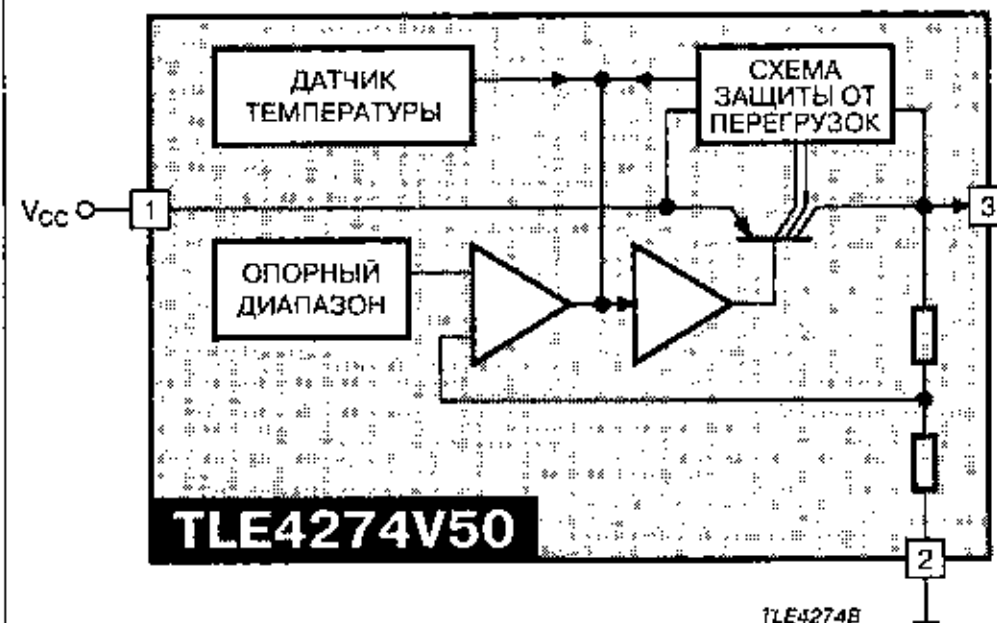 ДАТЧИК
ТЕМПЕРАТУРЫ
СХЕМА
ЗАЩИТЫ ОТ
ПЕРЕГРУЗОК
VCC
1
3
ОПОРНЫЙ
ДИАПАЗОН
TLE4274V50
2
TLE4274B